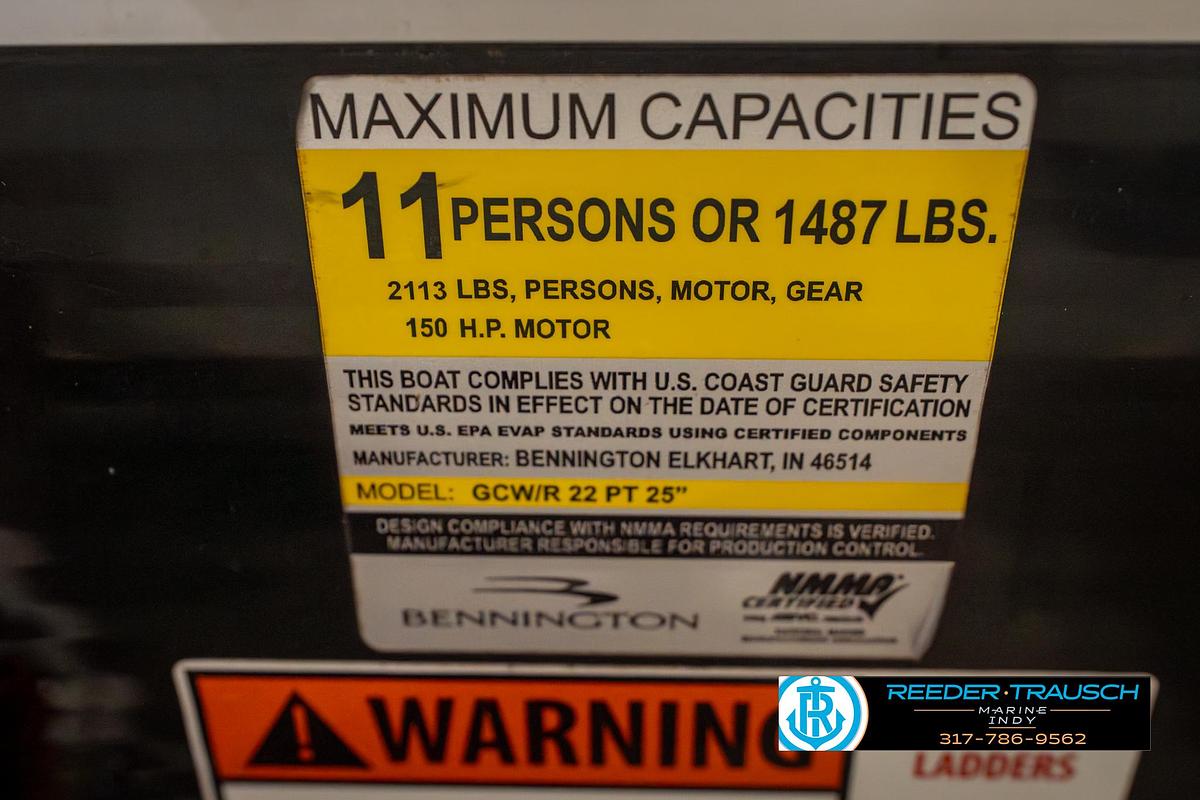 MAXIMUM CAPACITIES
11 PERSONS OR 1487 LBS.
2113 LBS, PERSONS, MOTOR, GEAR
150 H.P. MOTOR
THIS BOAT COMPLIES WITH U.S. COAST GUARD SAFETY
STANDARDS IN EFFECT ON THE DATE OF CERTIFICATION
MEETS U.S. EPA EVAP STANDARDS USING CERTIFIED COMPONENTS
MANUFACTURER: BENNINGTON ELKHART, IN 46514
MODEL: GCW/R 22 PT 25”
DESIGN COMPLIANCE WITH NMMA REQUIREMENTS IS VERIFIED.
MANUFACTURER RESPONSIBLE FOR PRODUCTION CONTROL.
BENNINGTON
NMMA
CERTIFIED
WARNING
LADDERS
REEDER·TRAUSCH
MARINE
INDY
317-786-9562